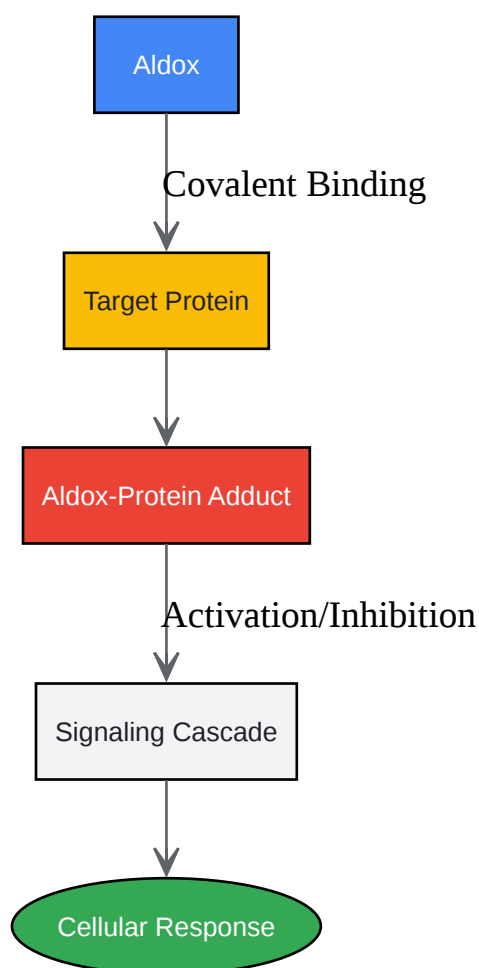 Aldox
Covalent Binding
Target Protein
Aldox-Protein Adduct
Activation/Inhibition
Signaling Cascade
Cellular Response